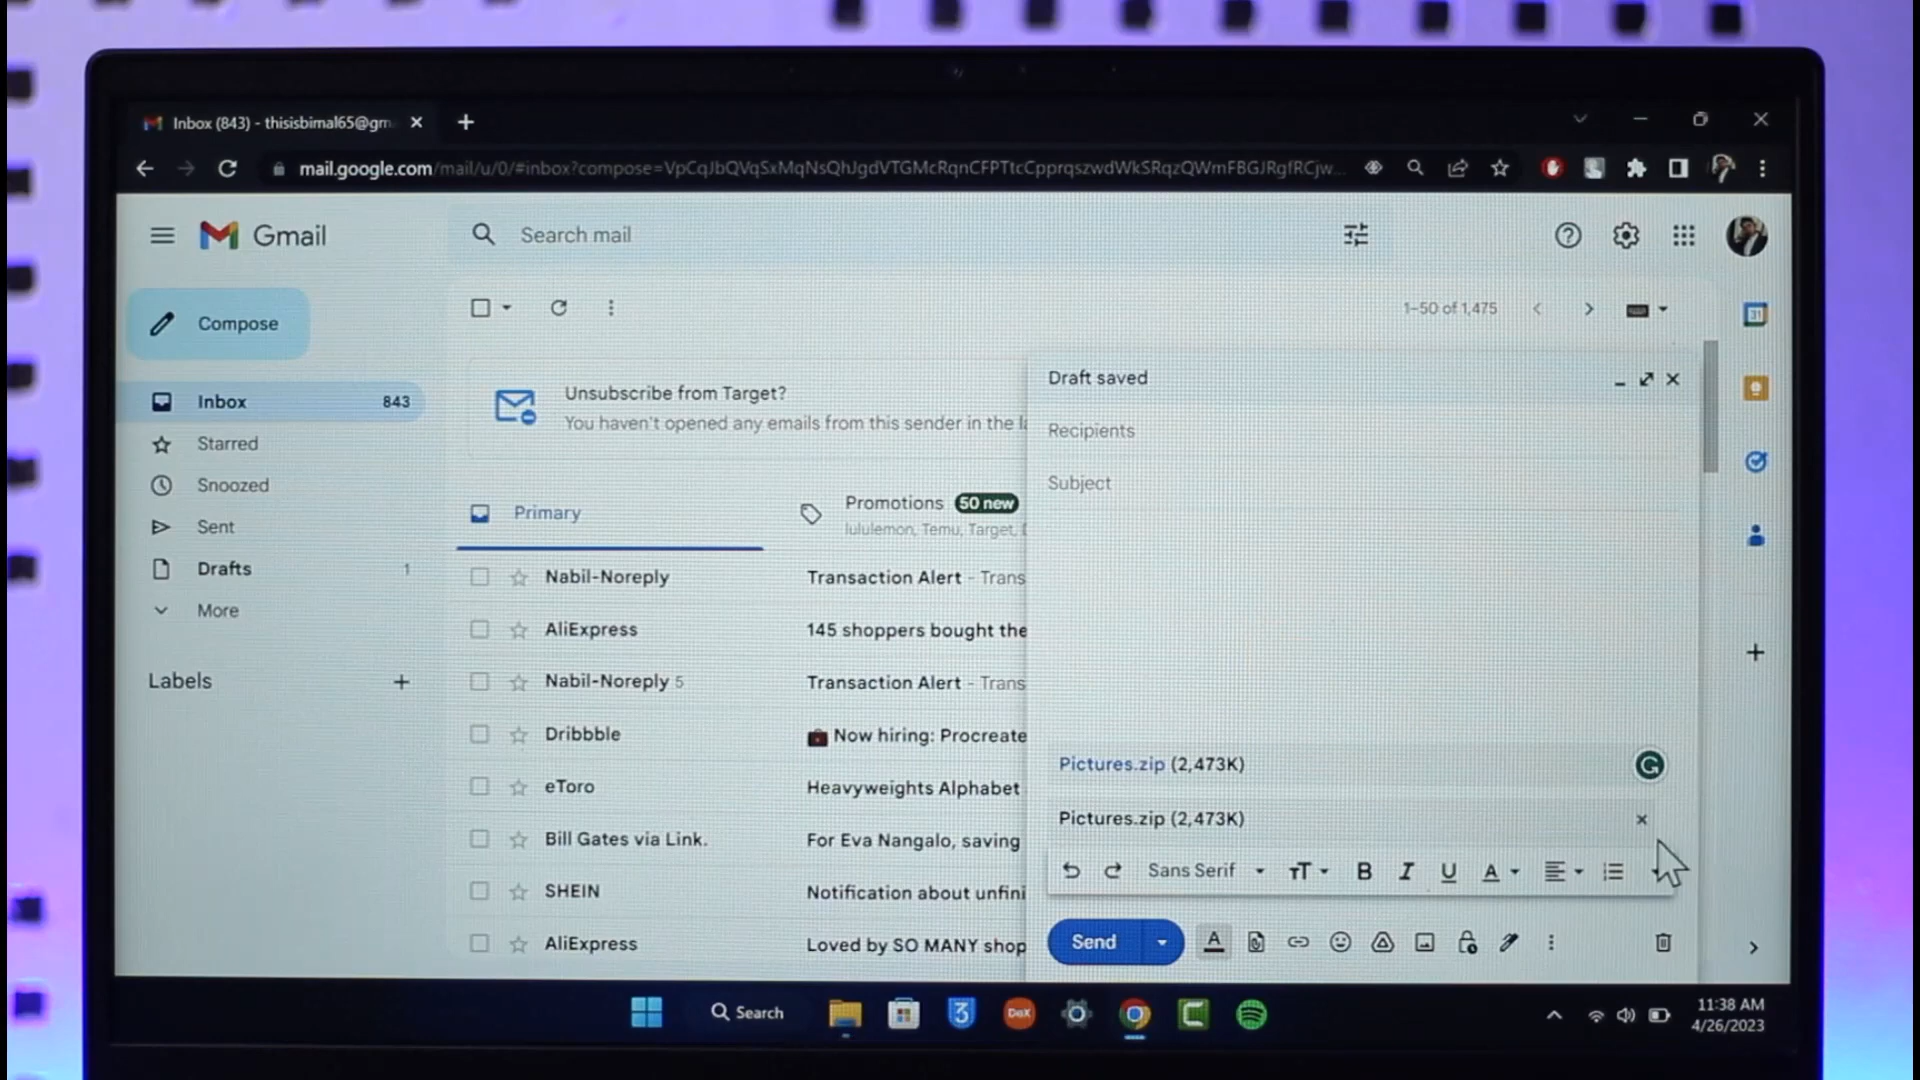 Inbox (843) - thisisbimal65@gm
mail.google.com/mail/u/0/#inbox?compose=
Gmail
Search mail
Compose
1-50 of 1,475
Inbox 843
Starred
Snoozed
Sent
Drafts 1
More
Labels
Unsubscribe from Target?
You haven't opened any emails from this sender in the la
Primary
Promotions 50 new
lululemon, Temu, Target,
Nabil-Noreply Transaction Alert - Trans
AliExpress 145 shoppers bought the
Nabil-Noreply 5 Transaction Alert - Trans
Dribbble Now hiring: Procreate
eToro Heavyweights Alphabet
Bill Gates via Link. For Eva Nangalo, saving
SHEIN Notification about unfini
AliExpress Loved by SO MANY shop
Draft saved
Recipients
Subject
Pictures.zip (2,473K)
Pictures.zip (2,473K)
Sans Serif
Send
31
Search
3
DeX
11:38 AM
4/26/2023